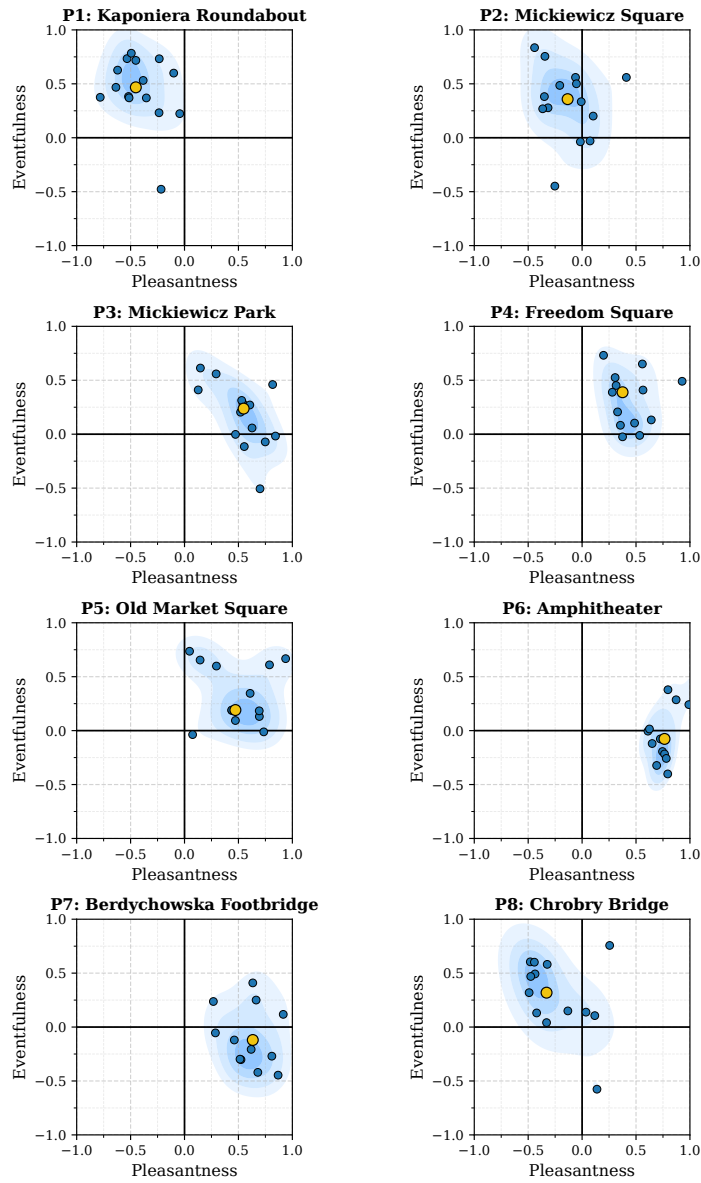 P1: Kaponiera Roundabout
1.0
0.5
0.0
−0.5
−1.0
Eventfulness
−1.0 −0.5 0.0 0.5 1.0
Pleasantness
P2: Mickiewicz Square
1.0
0.5
0.0
−0.5
−1.0
Eventfulness
−1.0 −0.5 0.0 0.5 1.0
Pleasantness
P3: Mickiewicz Park
1.0
0.5
0.0
−0.5
−1.0
Eventfulness
−1.0 −0.5 0.0 0.5 1.0
Pleasantness
P4: Freedom Square
1.0
0.5
0.0
−0.5
−1.0
Eventfulness
−1.0 −0.5 0.0 0.5 1.0
Pleasantness
P5: Old Market Square
1.0
0.5
0.0
−0.5
−1.0
Eventfulness
−1.0 −0.5 0.0 0.5 1.0
Pleasantness
P6: Amphitheater
1.0
0.5
0.0
−0.5
−1.0
Eventfulness
−1.0 −0.5 0.0 0.5 1.0
Pleasantness
P7: Berdychowska Footbridge
1.0
0.5
0.0
−0.5
−1.0
Eventfulness
−1.0 −0.5 0.0 0.5 1.0
Pleasantness
P8: Chrobry Bridge
1.0
0.5
0.0
−0.5
−1.0
Eventfulness
−1.0 −0.5 0.0 0.5 1.0
Pleasantness